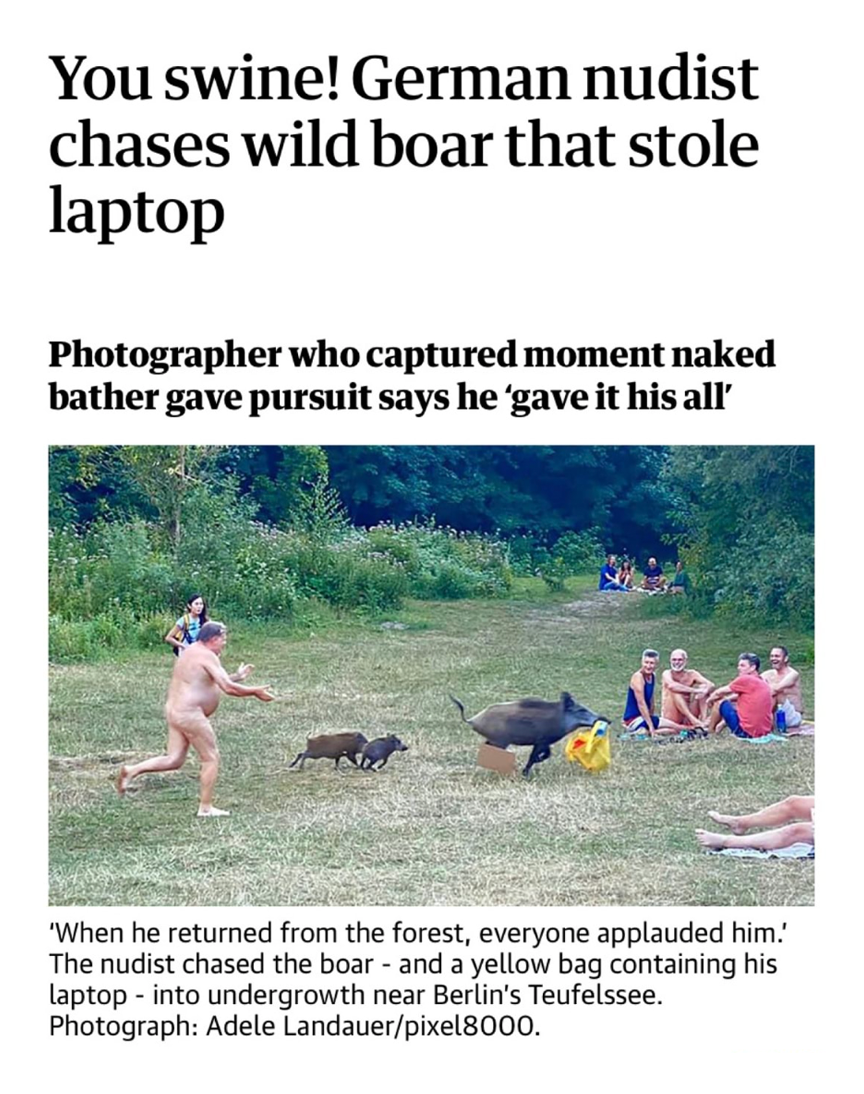 You swine! German nudist
chases wild boar that stole
laptop
Photographer who captured moment naked
bather gave pursuit says he ‘gave it his all’
‘When he returned from the forest, everyone applauded him.’
The nudist chased the boar - and a yellow bag containing his
laptop - into undergrowth near Berlin’s Teufelssee.
Photograph: Adele Landauer/pixel8000.